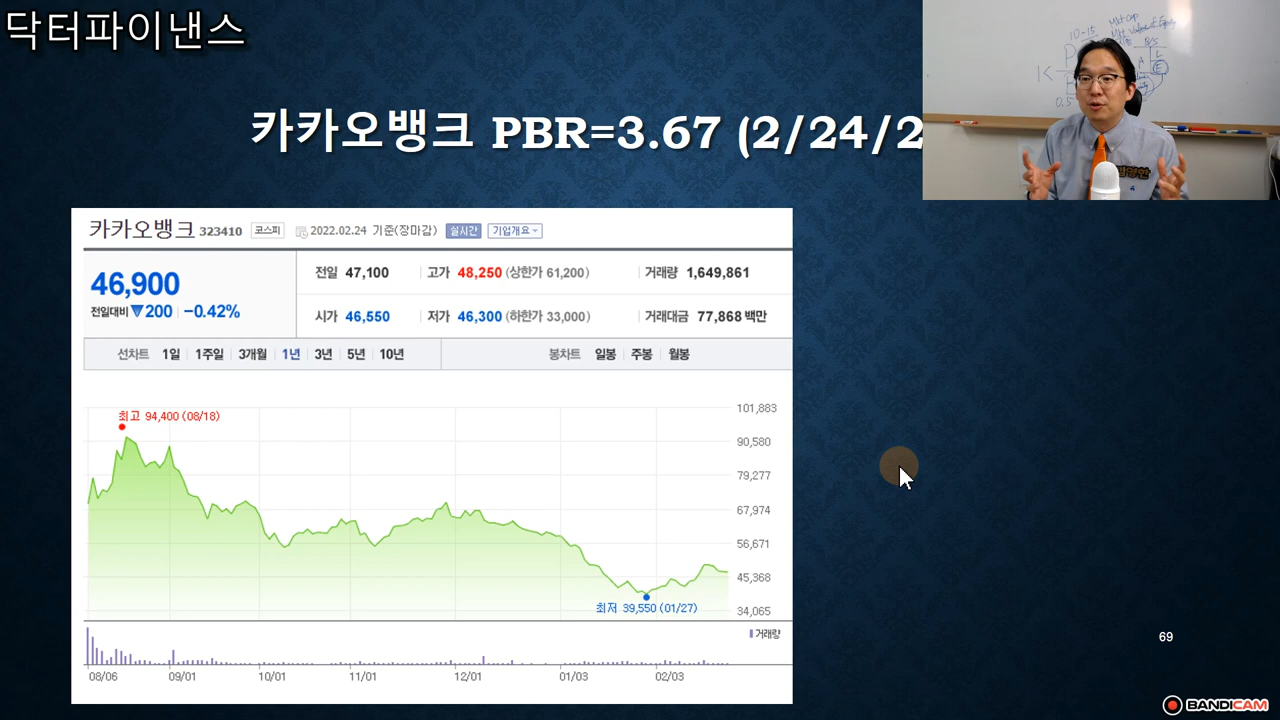 닥터파이낸스
카카오뱅크 PBR=3.67 (2/24/2
10-15
카카오뱅크 323410 코스피 2022.02.24 기준(장마감) 실시간 기업개요
46,900
전일대비 ▼200 -0.42%
전일 47,100 고가 48,250 (상한가 61,200) 거래량 1,649,861
시가 46,550 저가 46,300 (하한가 33,000) 거래대금 77,868 백만
선차트 1일 1주일 3개월 1년 3년 5년 10년 봉차트 일봉 주봉 월봉
최고 94,400 (08/18)
101,883
90,580
79,277
67,974
56,671
45,368
34,065
최저 39,550 (01/27)
거래량
08/06 09/01 10/01 11/01 12/01 01/03 02/03
69
BANDICAM